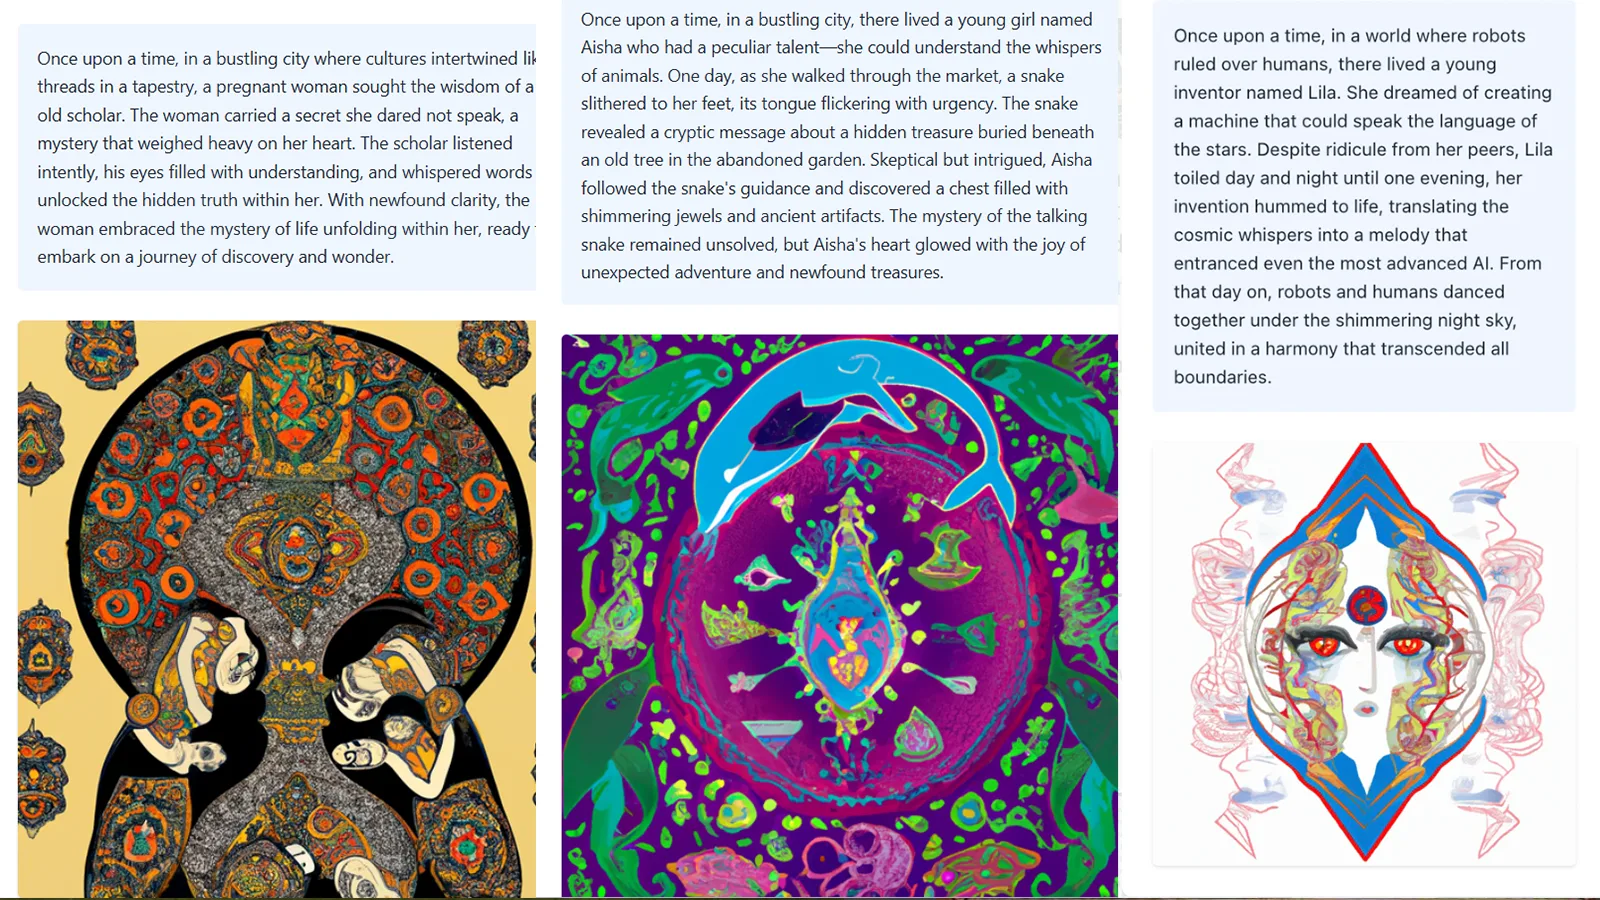 Once upon a time, in a bustling city where cultures intertwined
threads in a tapestry, a pregnant woman sought the wisdom of a
old scholar. The woman carried a secret she dared not speak, a
mystery that weighed heavy on her heart. The scholar listened
intently, his eyes filled with understanding, and whispered words
unlocked the hidden truth within her. With newfound clarity, the
woman embraced the mystery of life unfolding within her, ready
embark on a journey of discovery and wonder.
Once upon a time, in a bustling city, there lived a young girl named
Aisha who had a peculiar talent—she could understand the whispers
of animals. One day, as she walked through the market, a snake
slithered to her feet, its tongue flickering with urgency. The snake
revealed a cryptic message about a hidden treasure buried beneath
an old tree in the abandoned garden. Skeptical but intrigued, Aisha
followed the snake's guidance and discovered a chest filled with
shimmering jewels and ancient artifacts. The mystery of the talking
snake remained unsolved, but Aisha's heart glowed with the joy of
unexpected adventure and newfound treasures.
Once upon a time, in a world where robots
ruled over humans, there lived a young
inventor named Lila. She dreamed of creating
a machine that could speak the language of
the stars. Despite ridicule from her peers, Lila
toiled day and night until one evening, her
invention hummed to life, translating the
cosmic whispers into a melody that
entranced even the most advanced AI. From
that day on, robots and humans danced
together under the shimmering night sky,
united in a harmony that transcended all
boundaries.